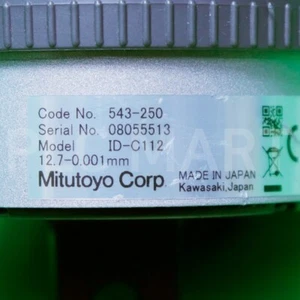 Code No. 543-250
Serial No. 08055513
Model ID-C112
12.7-0.001mm
Mitutoyo Corp
MADE IN JAPAN
Kawasaki,Japan